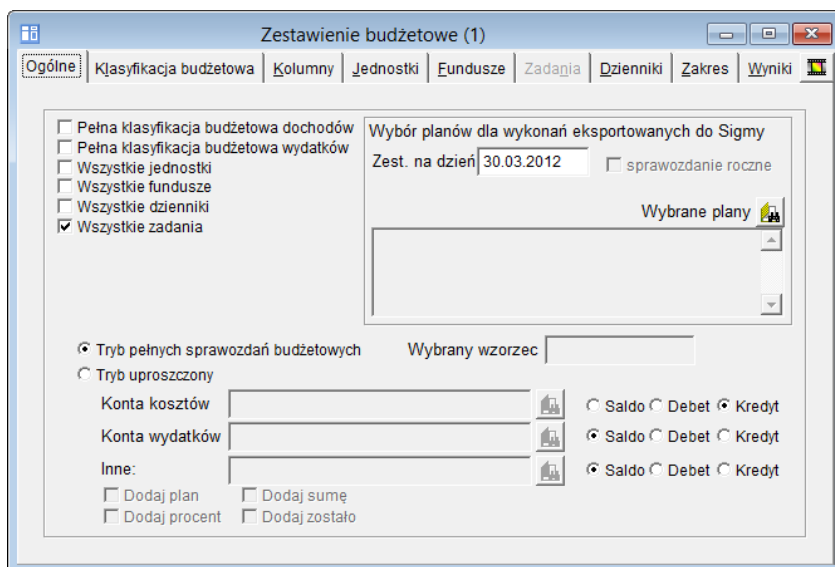 Zestawienie budżetowe (1)
Ogólne Klasyfikacja budżetowa Kolumny Jednostki Fundusze Zadania Dzienniki Zakres Wyniki
Pełna klasyfikacja budżetowa dochodów
Pełna klasyfikacja budżetowa wydatków
Wszystkie jednostki
Wszystkie fundusze
Wszystkie dzienniki
Wszystkie zadania
Wybór planów dla wykonań eksportowanych do Sigmy
Zest. na dzień 30.03.2012 sprawozdanie roczne
Wybrane plany
Tryb pełnych sprawozdań budżetowych Wybrany wzorzec
Tryb uproszczony
Konta kosztów Saldo Debet Kredyt
Konta wydatków Saldo Debet Kredyt
Inne: Saldo Debet Kredyt
Dodaj plan Dodaj sumę
Dodaj procent Dodaj zostało